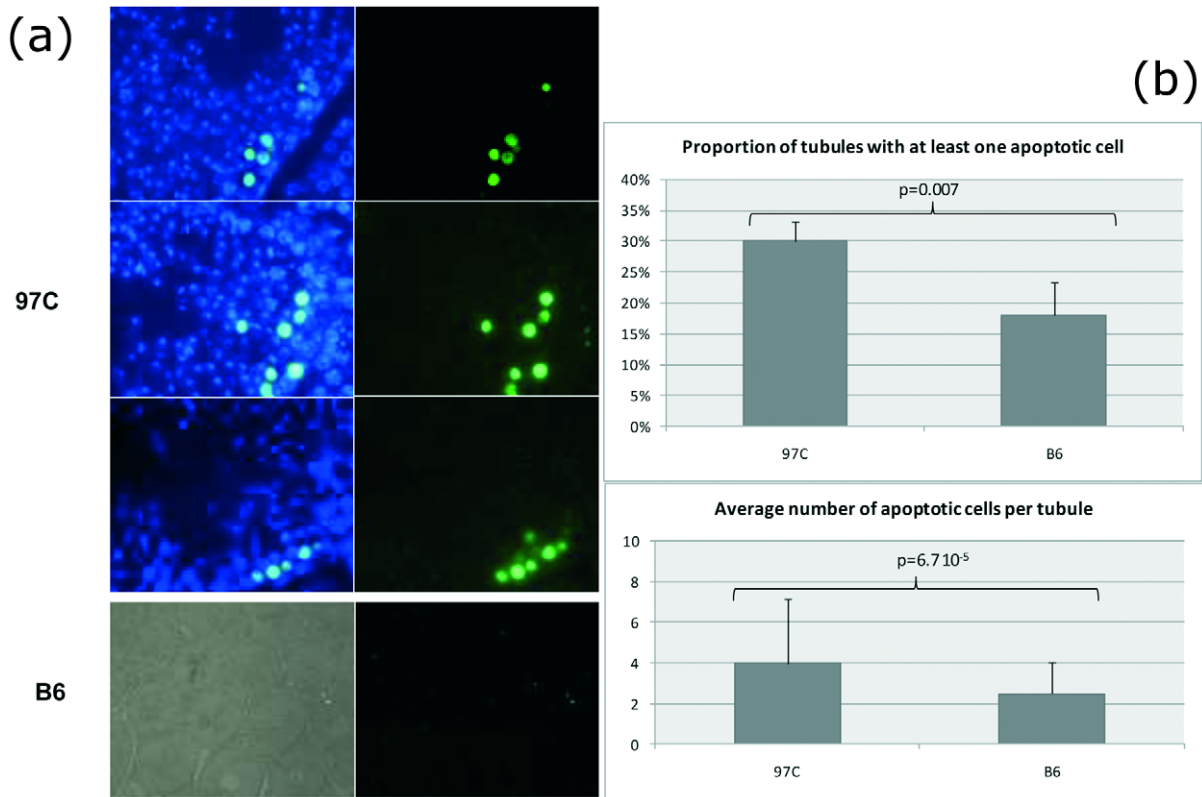 (a)
97C
B6
(b)
Proportion of tubules with at least one apoptotic cell
40%
35%
30%
25%
20%
15%
10%
5%
0%
p=0.007
97C B6
Average number of apoptotic cells per tubule
10
8
6
4
2
0
p=6.710⁻⁵
97C B6